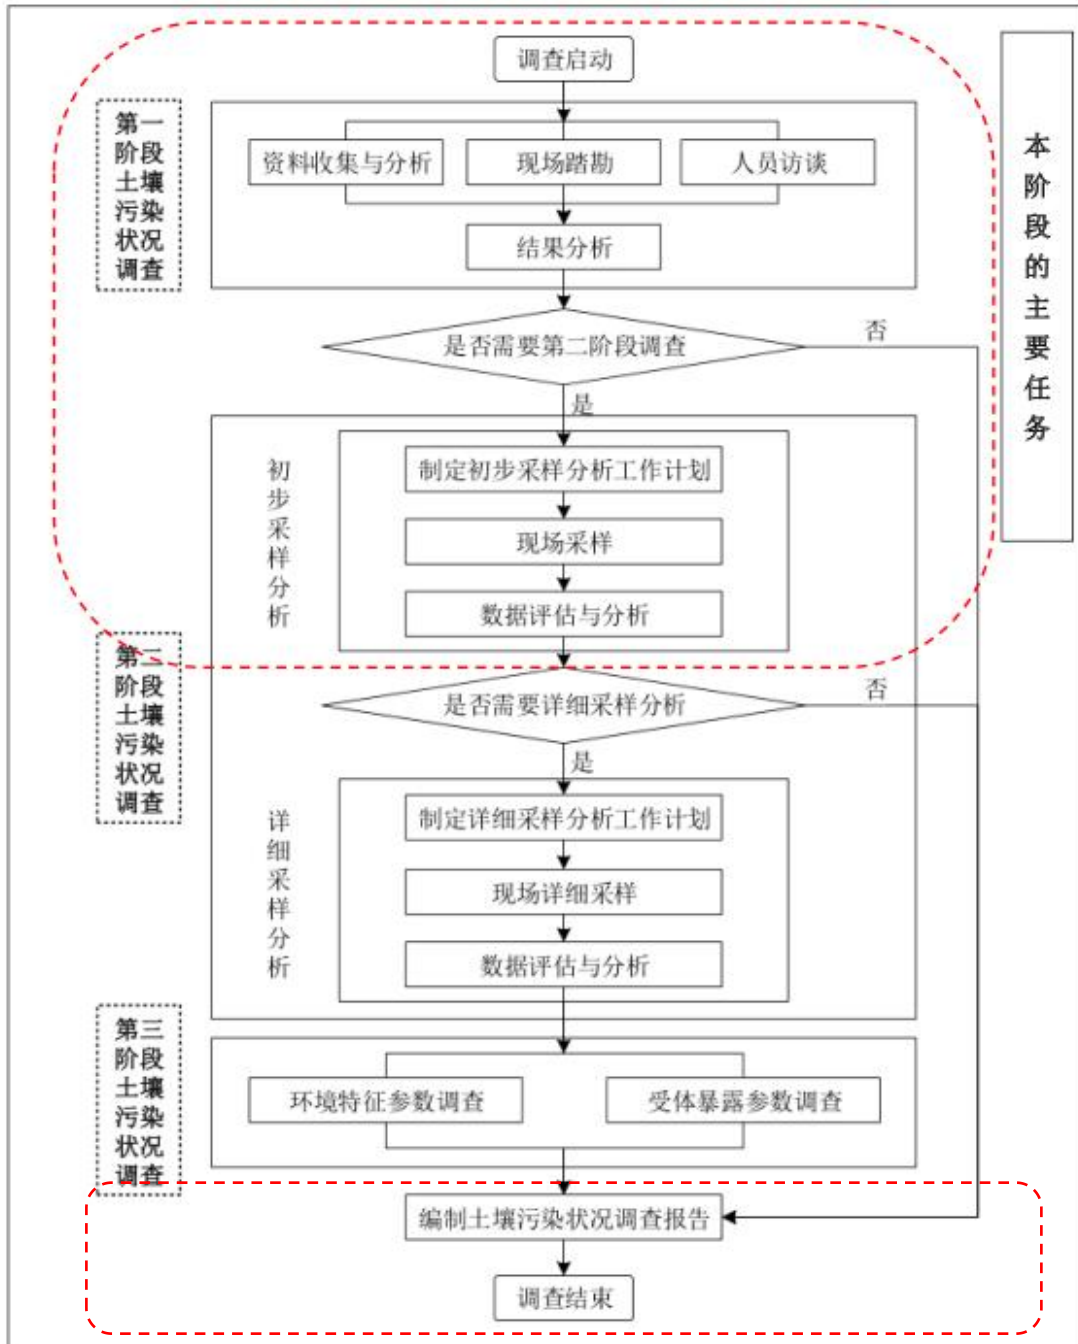 调查启动
第一
阶段
土壤
污染
状况
调查
资料收集与分析
现场踏勘
人员访谈
结果分析
本
阶
段
的
主
要
任
务
是否需要第二阶段调查
否
是
初
步
采
样
分
析
制定初步采样分析工作计划
现场采样
数据评估与分析
第二
阶段
土壤
污染
状况
调查
是否需要详细采样分析
否
是
详
细
采
样
分
析
制定详细采样分析工作计划
现场详细采样
数据评估与分析
第三
阶段
土壤
污染
状况
调查
环境特征参数调查
受体暴露参数调查
编制土壤污染状况调查报告
调查结束